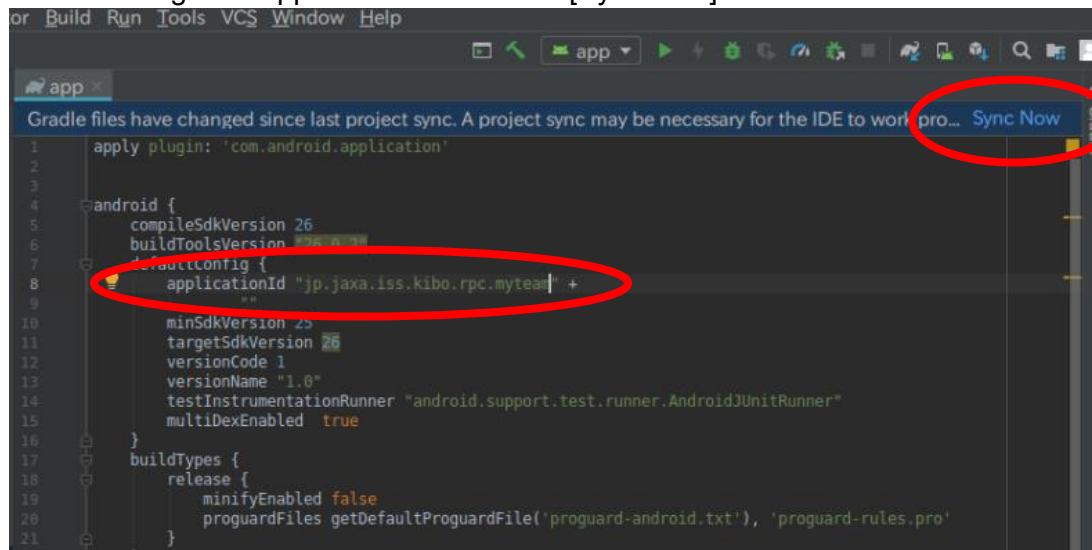 or Build Run Tools VCS Window Help
app
app
Gradle files have changed since last project sync. A project sync may be necessary for the IDE to work pro... Sync Now
1 apply plugin: 'com.android.application'
2
3
4 android {
5 compileSdkVersion 26
6 buildToolsVersion "26.0.2"
7 defaultConfig {
8 applicationId "jp.jaxa.iss.kibo.rpc.myteam" +
9 ""
10 minSdkVersion 25
11 targetSdkVersion 26
12 versionCode 1
13 versionName "1.0"
14 testInstrumentationRunner "android.support.test.runner.AndroidJUnitRunner"
15 multiDexEnabled true
16 }
17 buildTypes {
18 release {
19 minifyEnabled false
20 proguardFiles getDefaultProguardFile('proguard-android.txt'), 'proguard-rules.pro'
21 }